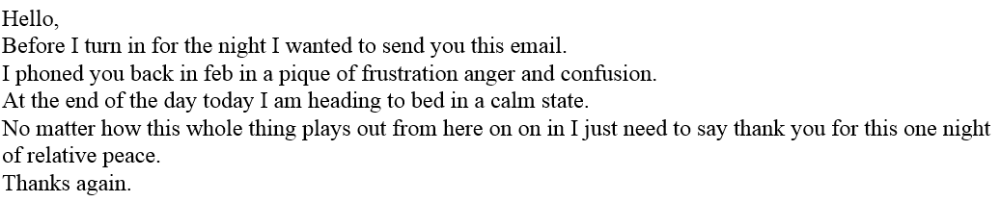 Hello,
Before I turn in for the night I wanted to send you this email.
I phoned you back in feb in a pique of frustration anger and confusion.
At the end of the day today I am heading to bed in a calm state.
No matter how this whole thing plays out from here on on in I just need to say thank you for this one night
of relative peace.
Thanks again.